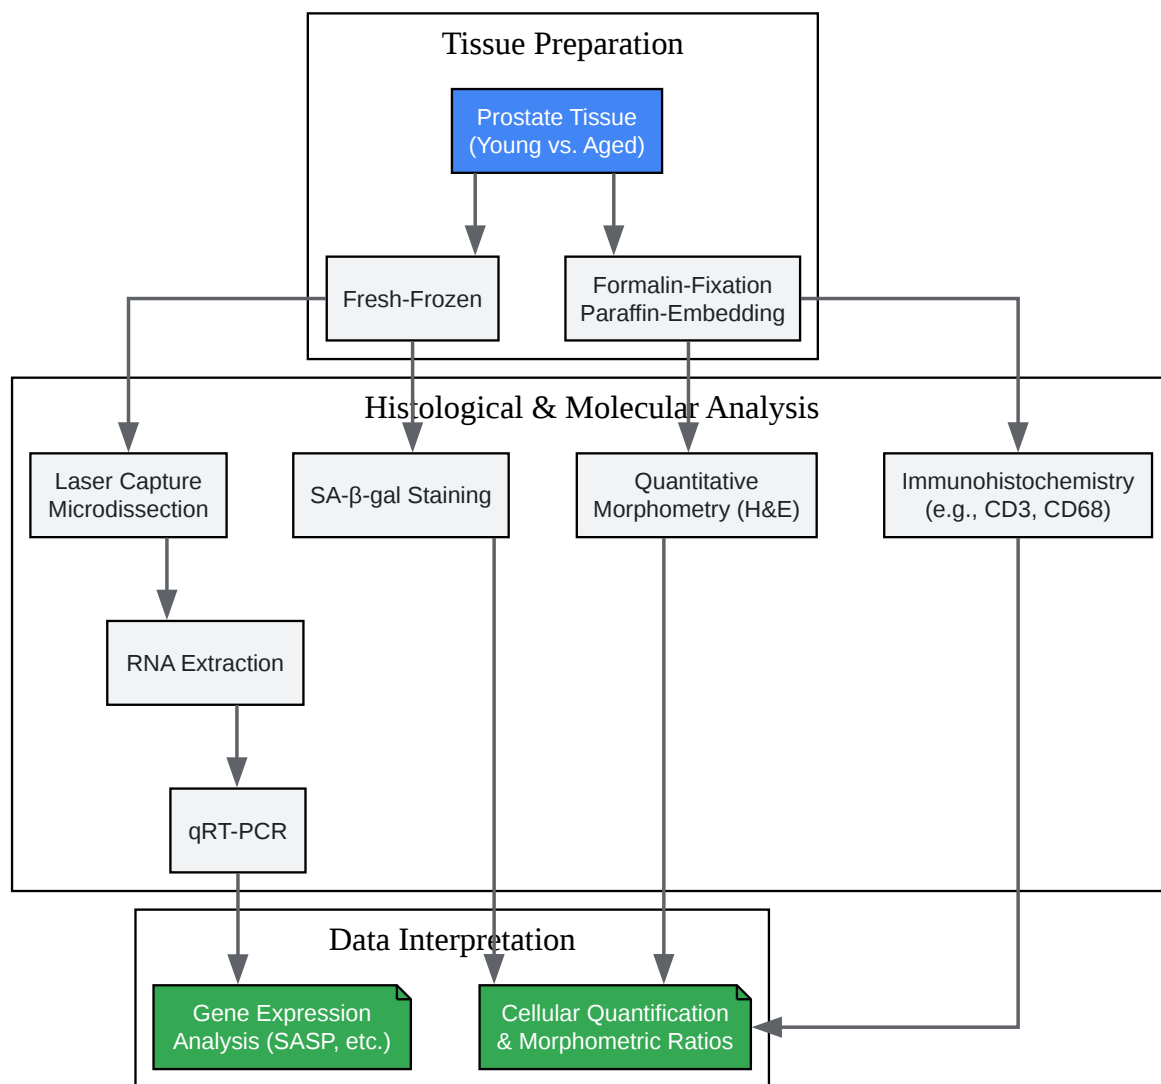 Tissue Preparation
Prostate Tissue
(Young vs. Aged)
Fresh-Frozen
Formalin-Fixation
Paraffin-Embedding
Histological & Molecular Analysis
Laser Capture
Microdissection
SA-β-gal Staining
Quantitative
Morphometry (H&E)
Immunohistochemistry
(e.g., CD3, CD68)
RNA Extraction
qRT-PCR
Data Interpretation
Gene Expression
Analysis (SASP, etc.)
Cellular Quantification
& Morphometric Ratios